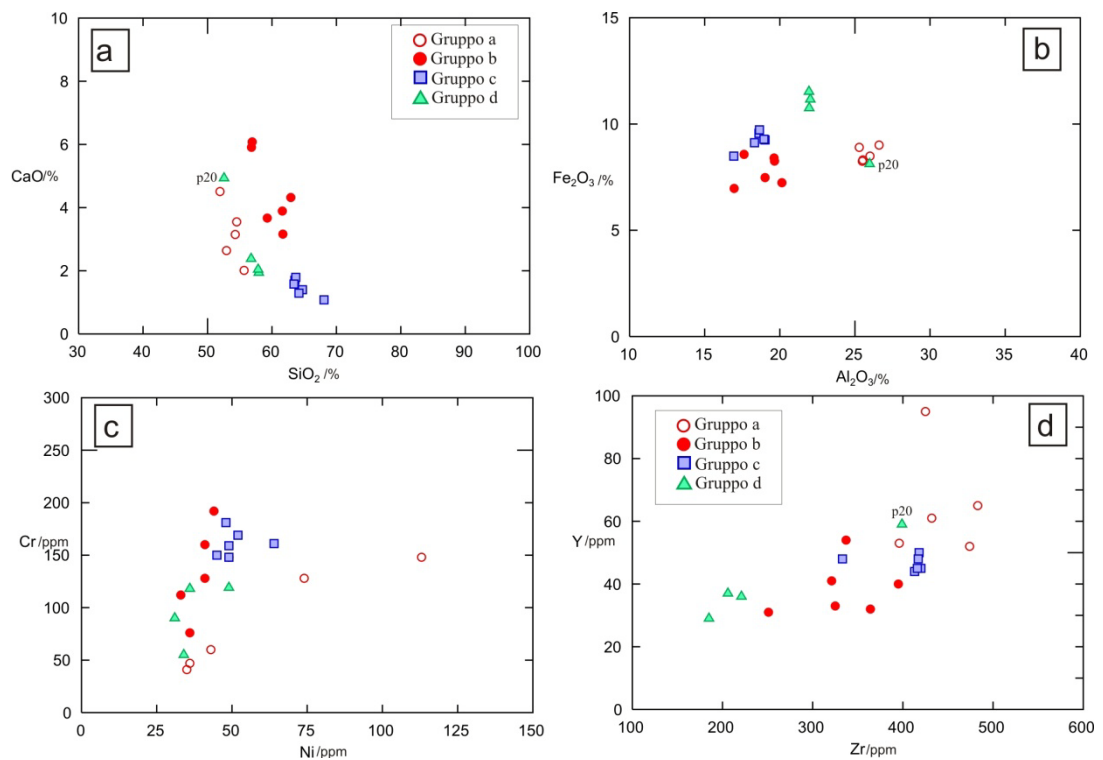 a
10
8
6
4
2
0
CaO/%
30 40 50 60 70 80 90 100
SiO2/%
Gruppo a
Gruppo b
Gruppo c
Gruppo d
p20
b
15
10
5
0
Fe2O3/%
10 15 20 25 30 35 40
Al2O3/%
p20
c
300
250
200
150
100
50
0
Cr/ppm
0 25 50 75 100 125 150
Ni/ppm
d
100
80
60
40
20
0
Y/ppm
100 200 300 400 500 600
Zr/ppm
Gruppo a
Gruppo b
Gruppo c
Gruppo d
p20